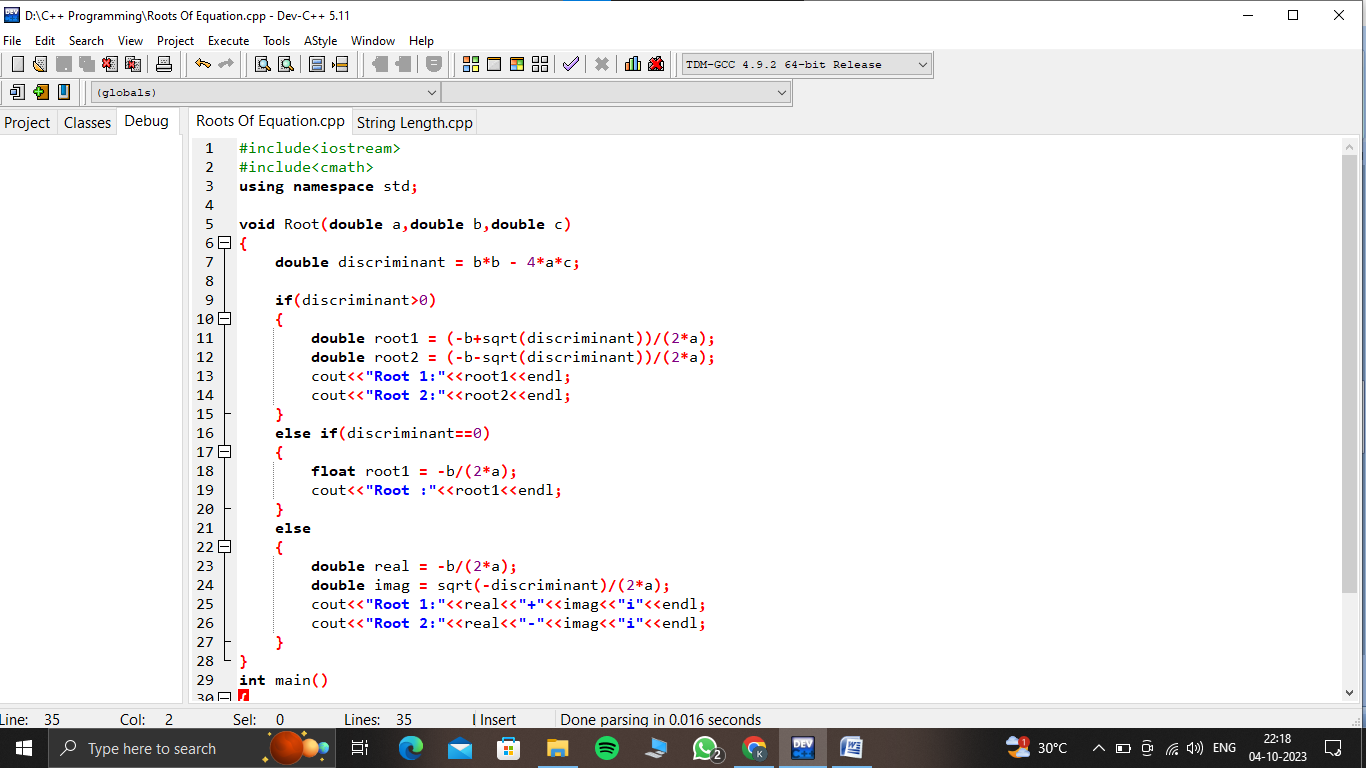 D:\C++ Programming\Roots Of Equation.cpp - Dev-C++ 5.11
File Edit Search View Project Execute Tools AStyle Window Help
TDM-GCC 4.9.2 64-bit Release
(globals)
Project Classes Debug Roots Of Equation.cpp String Length.cpp
1 #include<iostream>
2 #include<cmath>
3 using namespace std;
4
5 void Root(double a,double b,double c)
6 {
7 double discriminant = b*b - 4*a*c;
8
9 if(discriminant>0)
10 {
11 double root1 = (-b+sqrt(discriminant))/(2*a);
12 double root2 = (-b-sqrt(discriminant))/(2*a);
13 cout<<"Root 1:"<<root1<<endl;
14 cout<<"Root 2:"<<root2<<endl;
15 }
16 else if(discriminant==0)
17 {
18 float root1 = -b/(2*a);
19 cout<<"Root :"<<root1<<endl;
20 }
21 else
22 {
23 double real = -b/(2*a);
24 double imag = sqrt(-discriminant)/(2*a);
25 cout<<"Root 1:"<<real<<"+"<<imag<<"i"<<endl;
26 cout<<"Root 2:"<<real<<"-"<<imag<<"i"<<endl;
27 }
28 }
29 int main()
30 {
Line: 35 Col: 2 Sel: 0 Lines: 35 Insert Done parsing in 0.016 seconds
Type here to search 2 K DEV 1 30°C ENG 22:18
04-10-2023